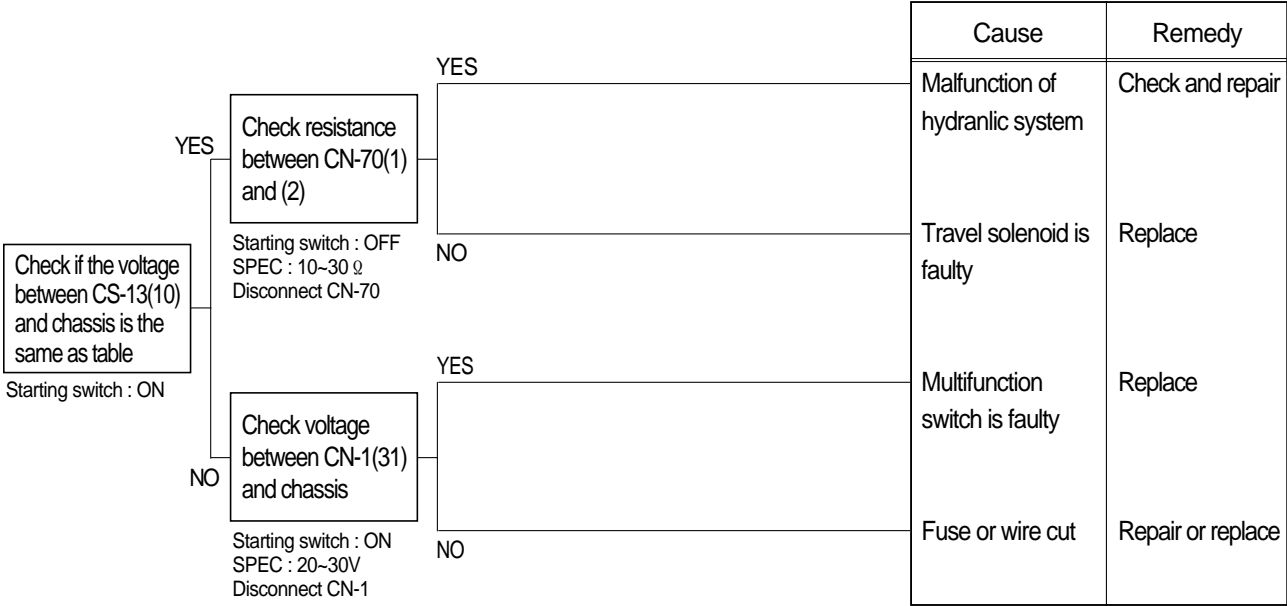 Cause
Remedy
YES
Malfunction of
hydranlic system
Check and repair
YES
Check resistance
between CN-70(1)
and (2)
Starting switch : OFF
SPEC : 10~30 Ω
Disconnect CN-70
NO
Travel solenoid is
faulty
Replace
Check if the voltage
between CS-13(10)
and chassis is the
same as table
Starting switch : ON
YES
Multifunction
switch is faulty
Replace
NO
Check voltage
between CN-1(31)
and chassis
Starting switch : ON
SPEC : 20~30V
Disconnect CN-1
NO
Fuse or wire cut
Repair or replace